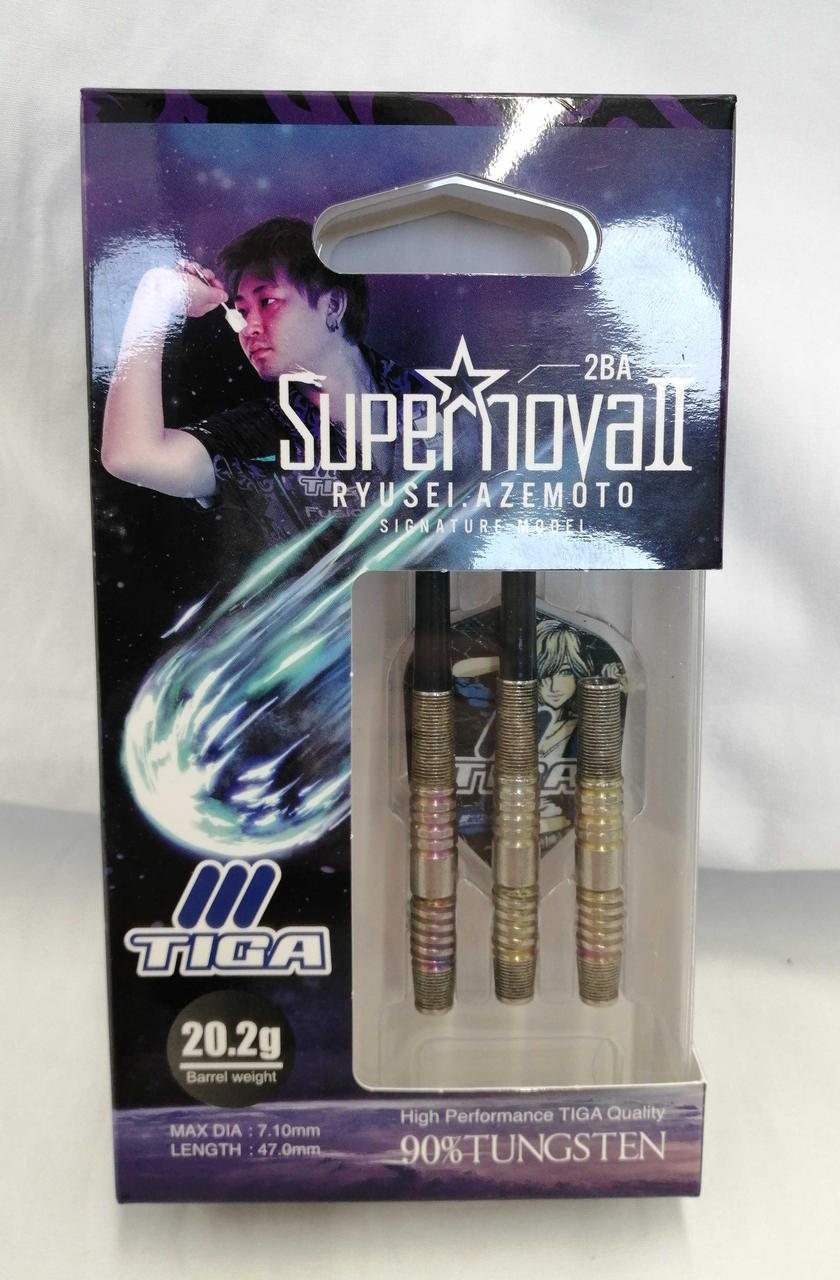 2BA
SupernovaII
RYUSEI.AZEMOTO
SIGNATURE MODEL
TIGA
TIGA
20.2g
Barrel weight
MAX DIA : 7.10mm
LENGTH : 47.0mm
High Performance TIGA Quality
90%TUNGSTEN